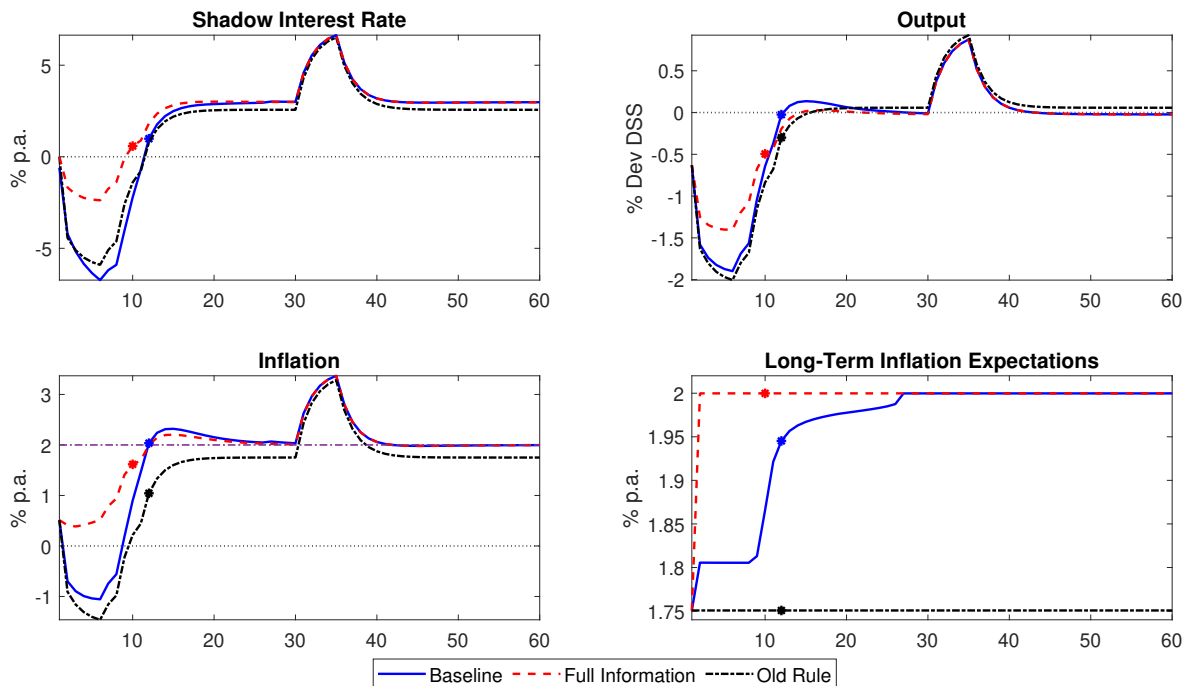 Shadow Interest Rate
% p.a.
5
0
-5
10 20 30 40 50 60
Output
% Dev DSS
0.5
0
-0.5
-1
-1.5
-2
10 20 30 40 50 60
Inflation
% p.a.
3
2
1
0
-1
10 20 30 40 50 60
Long-Term Inflation Expectations
% p.a.
2
1.95
1.9
1.85
1.8
1.75
10 20 30 40 50 60
Baseline Full Information Old Rule